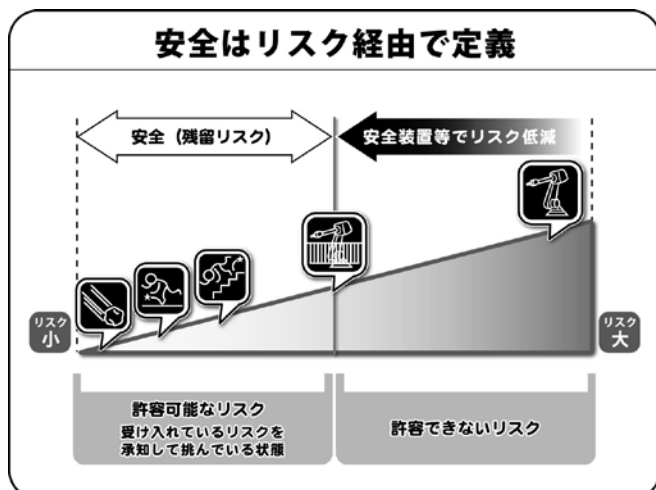 安全はリスク経由で定義
安全（残留リスク）
安全装置等でリスク低減
リスク
小
リスク
大
許容可能なリスク
受け入れているリスクを
承知して挑んでいる状態
許容できないリスク